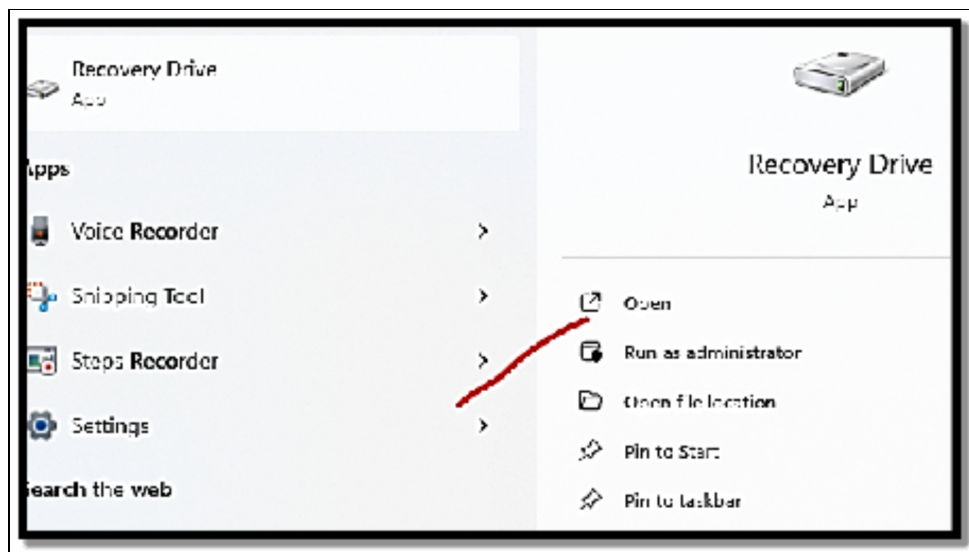 Recovery Drive
App
Apps
Voice Recorder
Snipping Tool
Steps Recorder
Settings
Search the web
Recovery Drive
App
Open
Run as administrator
Open file location
Pin to Start
Pin to taskbar